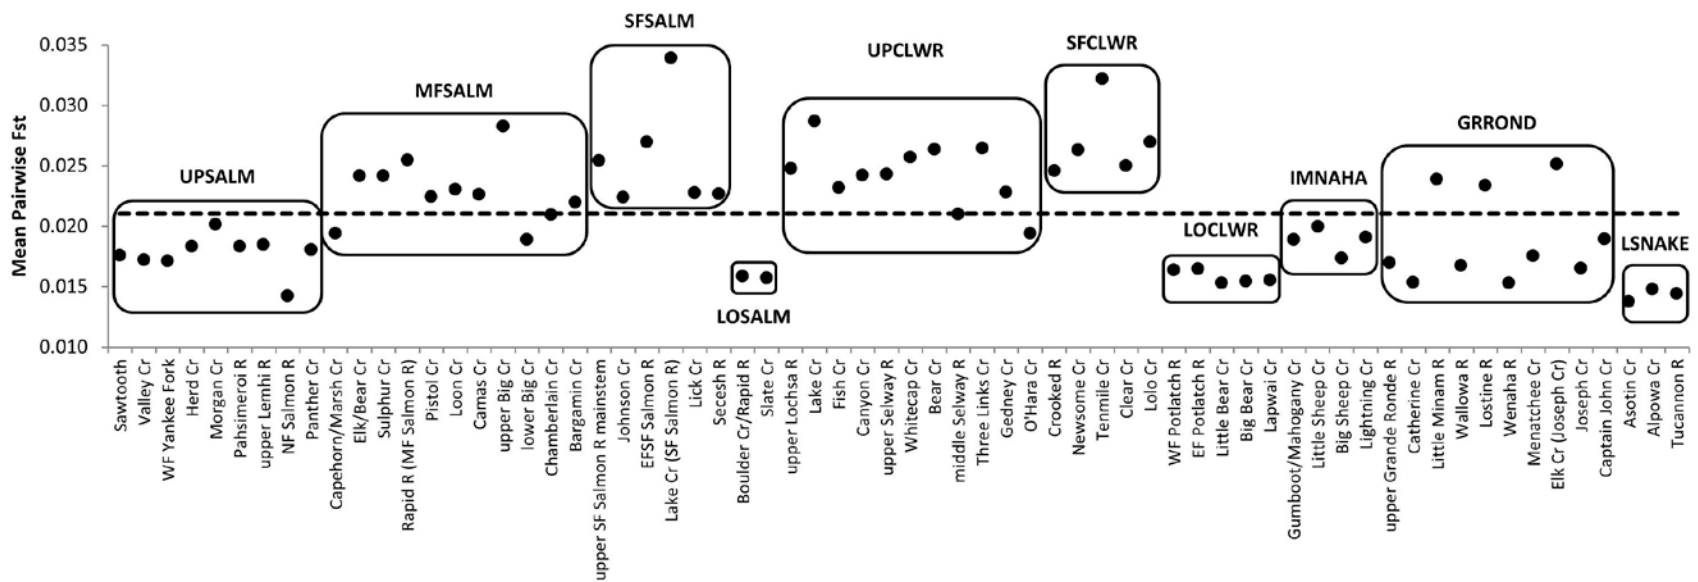 SFSALM
SFCLWR
UPCLWR
MFSALM
GRROND
UPSALM
IMNAHA
LOCLWR
LSNAKE
LOSALM
Mean Pairwise Fst
0.035
0.030
0.025
0.020
0.015
0.010
Sawtooth
Valley Cr
WF Yankee Fork
Herd Cr
Morgan Cr
Pahsimeroi R
upper Lemhi R
NF Salmon R
Panther Cr
Capehorn/Marsh Cr
Elk/Bear Cr
Sulphur Cr
Rapid R (MF Salmon R)
Pistol Cr
Loon Cr
Camas Cr
upper Big Cr
lower Big Cr
Chamberlain Cr
Bargamin Cr
upper SF Salmon R mainstem
Johnson Cr
EFSF Salmon R
Lake Cr (SF Salmon R)
Lick Cr
Secesh R
Boulder Cr/Rapid R
Slate Cr
upper Lochsa R
Lake Cr
Fish Cr
Canyon Cr
upper Selway R
Whitecap Cr
Bear Cr
middle Selway R
Three Links Cr
Gedney Cr
O'Hara Cr
Crooked R
Newsome Cr
Tenmile Cr
Clear Cr
Lolo Cr
WF Potlatch R
EF Potlatch R
Little Bear Cr
Big Bear Cr
Lapwai Cr
Gumboot/Mahogany Cr
Little Sheep Cr
Big Sheep Cr
Lightning Cr
upper Grande Ronde R
Catherine Cr
Little Minam R
Wallowa R
Lostine R
Wenaha R
Menatchee Cr
Elk Cr (Joseph Cr)
Joseph Cr
Captain John Cr
Asotin Cr
Alpowa Cr
Tucannon R